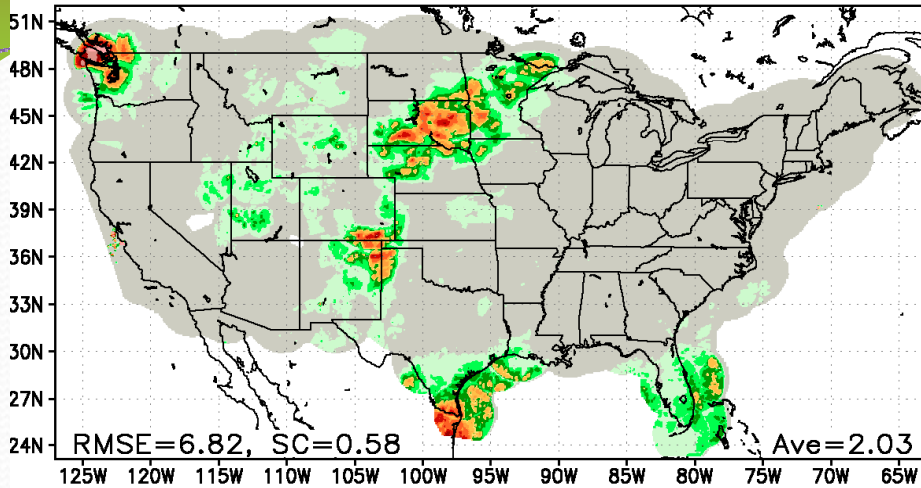 51N
48N
45N
42N
39N
36N
33N
30N
27N
24N
RMSE=6.82, SC=0.58
Ave=2.03
125W 120W 115W 110W 105W 100W 95W 90W 85W 80W 75W 70W 65W